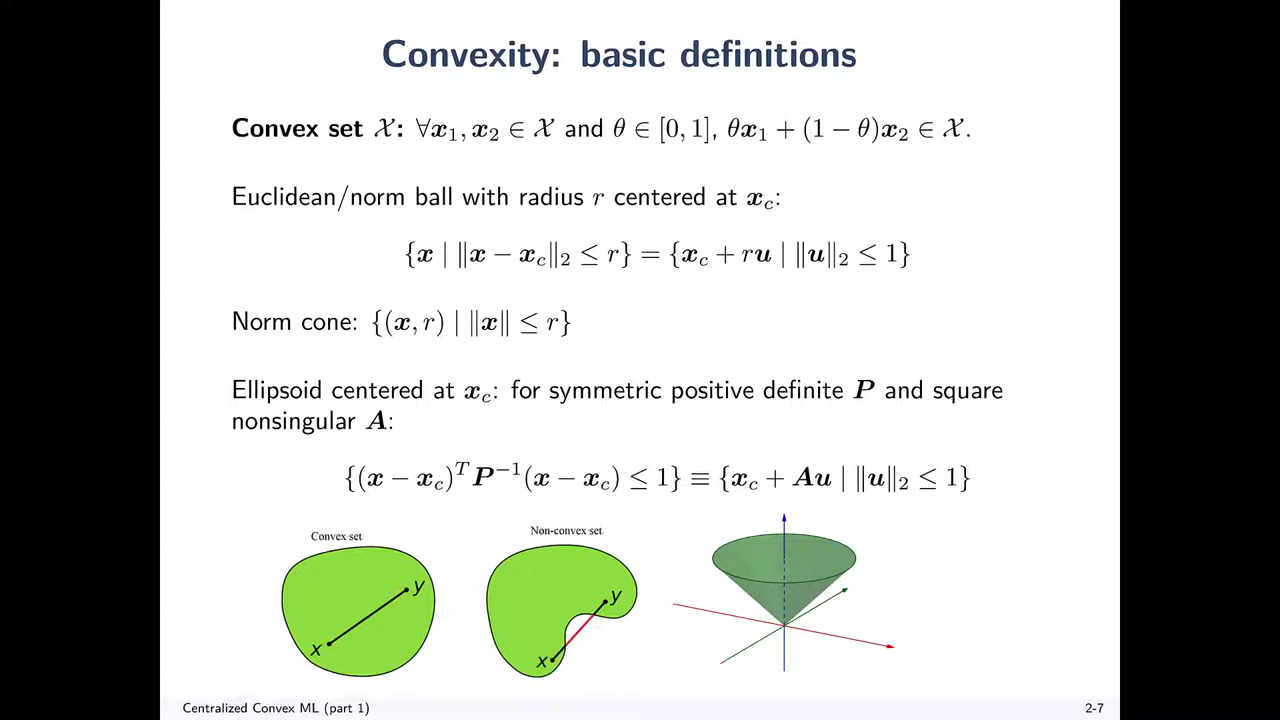 Convexity: basic definitions
Convex set 𝒳: ∀𝒙₁, 𝒙₂ ∈ 𝒳 and θ ∈ [0, 1], θ𝒙₁ + (1 − θ)𝒙₂ ∈ 𝒳.
Euclidean/norm ball with radius r centered at 𝒙_c:
{𝒙 | ‖𝒙 − 𝒙_c‖₂ ≤ r} = {𝒙_c + r𝒖 | ‖𝒖‖₂ ≤ 1}
Norm cone: {(𝒙, r) | ‖𝒙‖ ≤ r}
Ellipsoid centered at 𝒙_c: for symmetric positive definite 𝑷 and square
nonsingular 𝑨:
{(𝒙 − 𝒙_c)ᵀ𝑷⁻¹(𝒙 − 𝒙_c) ≤ 1} ≡ {𝒙_c + 𝑨𝒖 | ‖𝒖‖₂ ≤ 1}
Convex set
x
y
Non-convex set
x
y
Centralized Convex ML (part 1)
2-7